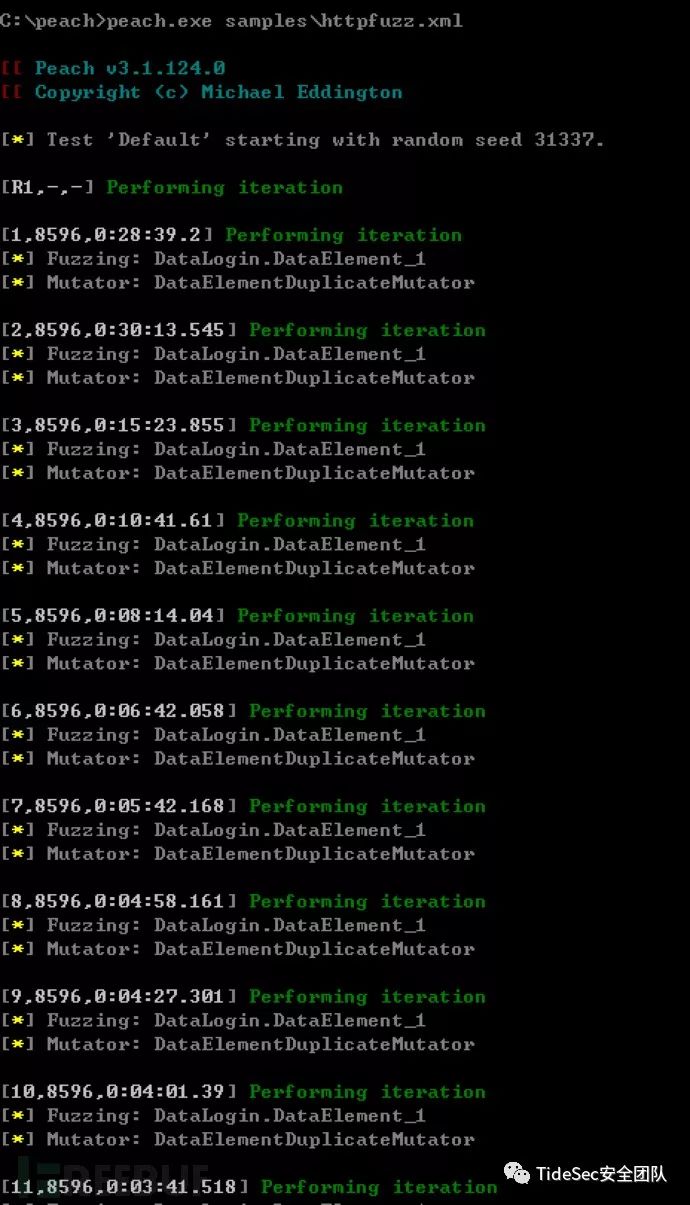 C:\peach>peach.exe samples\httpfuzz.xml
[[ Peach v3.1.124.0
[[ Copyright (c) Michael Eddington
[*] Test 'Default' starting with random seed 31337.
[R1,-,-] Performing iteration
[1,8596,0:28:39.2] Performing iteration
[*] Fuzzing: DataLogin.DataElement_1
[*] Mutator: DataElementDuplicateMutator
[2,8596,0:30:13.545] Performing iteration
[*] Fuzzing: DataLogin.DataElement_1
[*] Mutator: DataElementDuplicateMutator
[3,8596,0:15:23.855] Performing iteration
[*] Fuzzing: DataLogin.DataElement_1
[*] Mutator: DataElementDuplicateMutator
[4,8596,0:10:41.61] Performing iteration
[*] Fuzzing: DataLogin.DataElement_1
[*] Mutator: DataElementDuplicateMutator
[5,8596,0:08:14.04] Performing iteration
[*] Fuzzing: DataLogin.DataElement_1
[*] Mutator: DataElementDuplicateMutator
[6,8596,0:06:42.058] Performing iteration
[*] Fuzzing: DataLogin.DataElement_1
[*] Mutator: DataElementDuplicateMutator
[7,8596,0:05:42.168] Performing iteration
[*] Fuzzing: DataLogin.DataElement_1
[*] Mutator: DataElementDuplicateMutator
[8,8596,0:04:58.161] Performing iteration
[*] Fuzzing: DataLogin.DataElement_1
[*] Mutator: DataElementDuplicateMutator
[9,8596,0:04:27.301] Performing iteration
[*] Fuzzing: DataLogin.DataElement_1
[*] Mutator: DataElementDuplicateMutator
[10,8596,0:04:01.39] Performing iteration
[*] Fuzzing: DataLogin.DataElement_1
[*] Mutator: DataElementDuplicateMutator
TideSec安全团队
[11,8596,0:03:41.518] Performing iteration